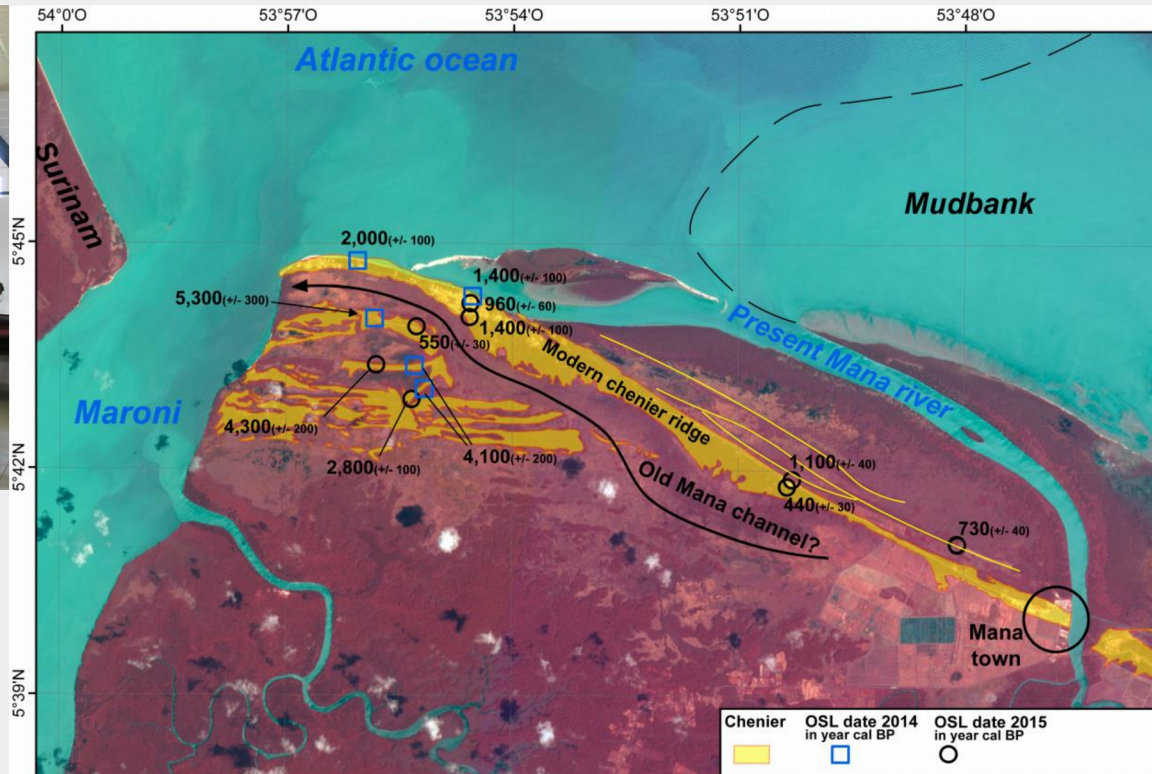 54°0'O
53°57'O
53°54'O
53°51'O
53°48'O
Atlantic ocean
Surinam
Mudbank
5°45'N
2,000(+/- 100)
1,400(+/- 100)
5,300(+/- 300)
960(+/- 60)
1,400(+/- 100)
550(+/- 30)
Present Mana river
Modern chenier ridge
Maroni
4,300(+/- 200)
2,800(+/- 100)
4,100(+/- 200)
5°42'N
Old Mana channel?
1,100(+/- 40)
440(+/- 30)
730(+/- 40)
Mana
town
5°39'N
Chenier
OSL date 2014
in year cal BP
OSL date 2015
in year cal BP